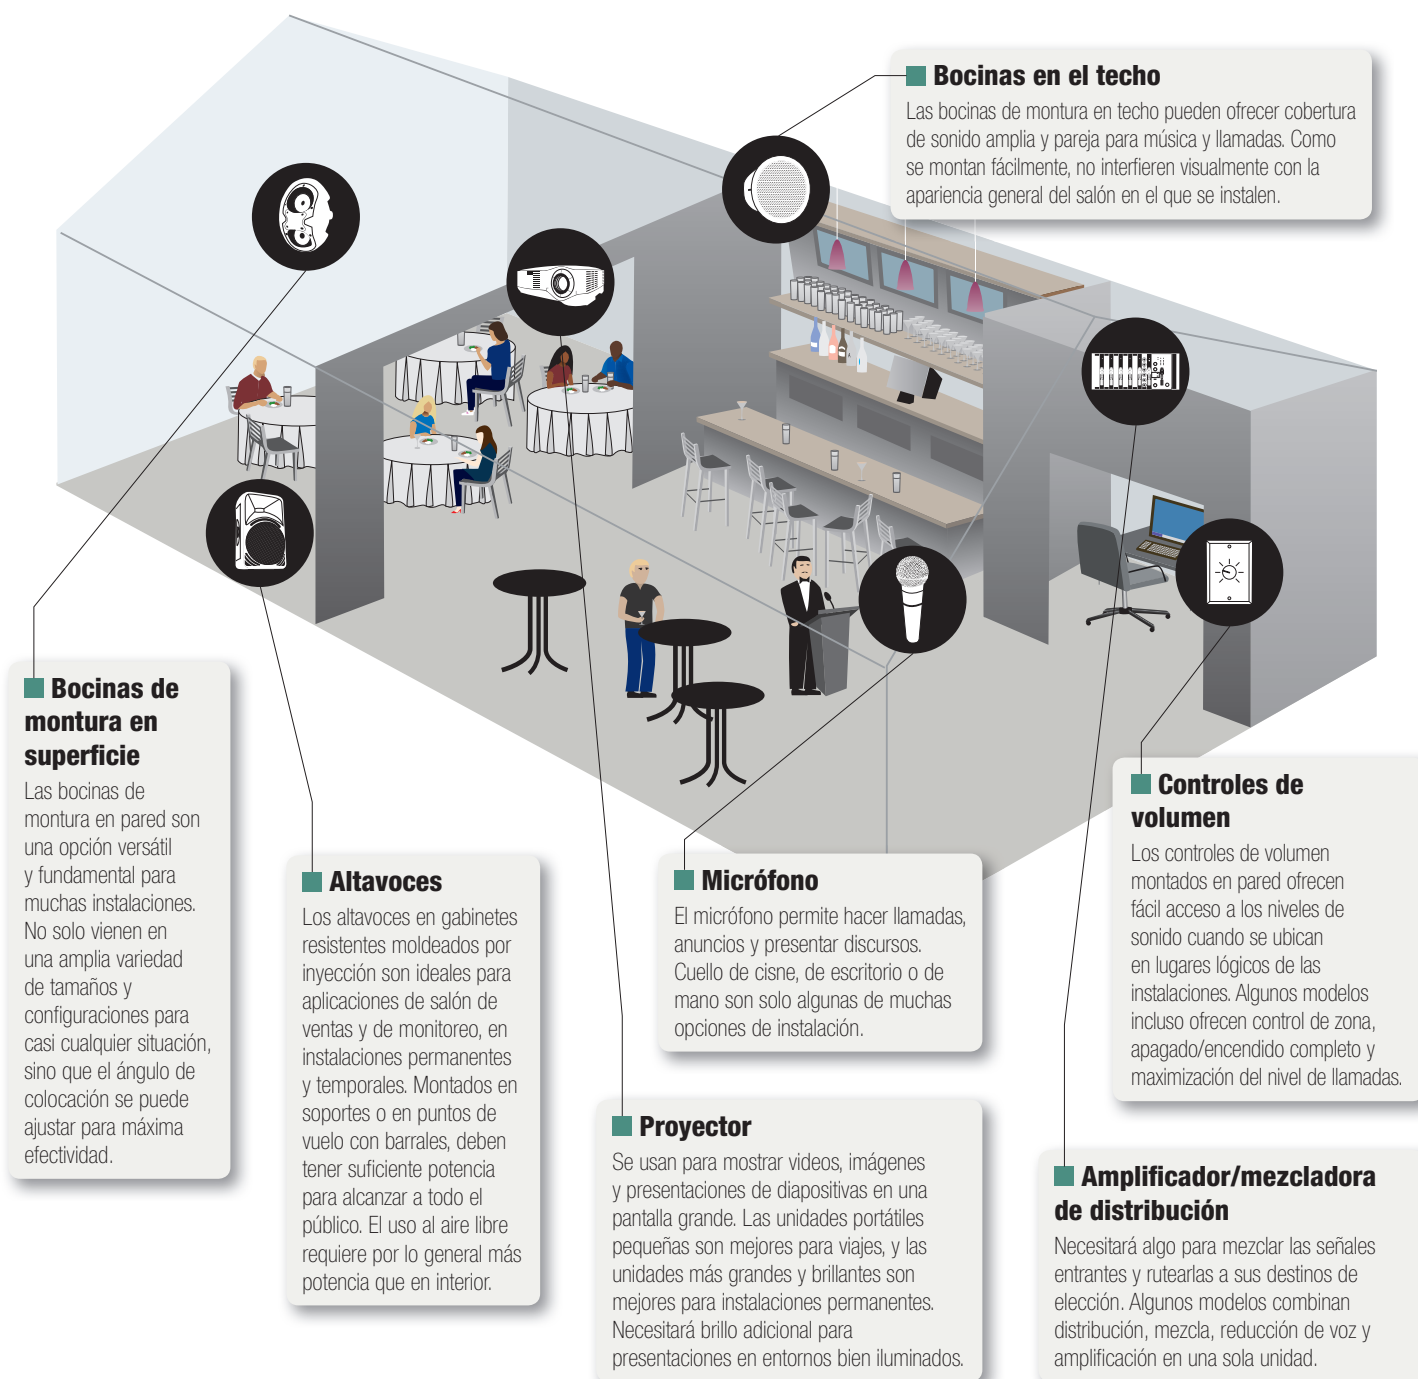 Bocinas en el techo
Las bocinas de montura en techo pueden ofrecer cobertura
de sonido amplia y pareja para música y llamadas. Como
se montan fácilmente, no interfieren visualmente con la
apariencia general del salón en el que se instalen.
Bocinas de
montura en
superficie
Las bocinas de
montura en pared son
una opción versátil
y fundamental para
muchas instalaciones.
No solo vienen en
una amplia variedad
de tamaños y
configuraciones para
casi cualquier situación,
sino que el ángulo de
colocación se puede
ajustar para máxima
efectividad.
Altavoces
Los altavoces en gabinetes
resistentes moldeados por
inyección son ideales para
aplicaciones de salón de
ventas y de monitoreo, en
instalaciones permanentes
y temporales. Montados en
soportes o en puntos de
vuelo con barrales, deben
tener suficiente potencia
para alcanzar a todo el
público. El uso al aire libre
requiere por lo general más
potencia que en interior.
Micrófono
El micrófono permite hacer llamadas,
anuncios y presentar discursos.
Cuello de cisne, de escritorio o de
mano son solo algunas de muchas
opciones de instalación.
Proyector
Se usan para mostrar videos, imágenes
y presentaciones de diapositivas en una
pantalla grande. Las unidades portátiles
pequeñas son mejores para viajes, y las
unidades más grandes y brillantes son
mejores para instalaciones permanentes.
Necesitará brillo adicional para
presentaciones en entornos bien iluminados.
Controles de
volumen
Los controles de volumen
montados en pared ofrecen
fácil acceso a los niveles de
sonido cuando se ubican
en lugares lógicos de las
instalaciones. Algunos modelos
incluso ofrecen control de zona,
apagado/encendido completo y
maximización del nivel de llamadas.
Amplificador/mezcladora
de distribución
Necesitará algo para mezclar las señales
entrantes y rutearlas a sus destinos de
elección. Algunos modelos combinan
distribución, mezcla, reducción de voz y
amplificación en una sola unidad.